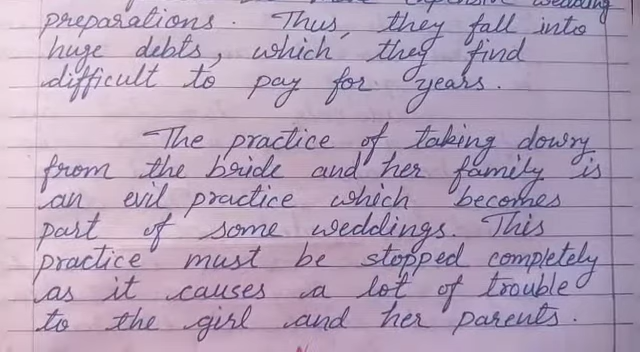 expensive wedding
preparations. Thus, they fall into
huge debts, which they find
difficult to pay for years.
The practice of taking dowry
from the bride and her family is
an evil practice which becomes
part of some weddings. This
practice must be stopped completely
as it causes a lot of trouble
to the girl and her parents.